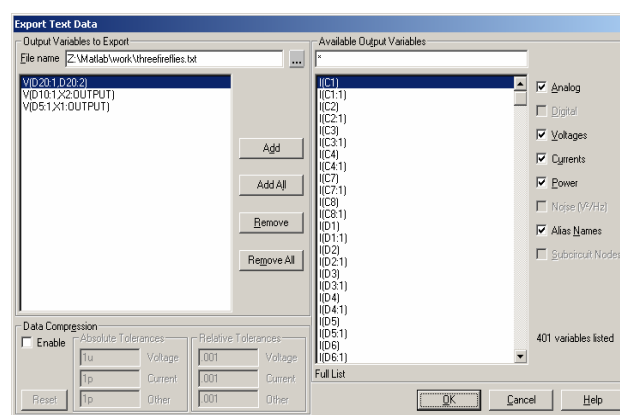 Export Text Data
Output Variables to Export
File name Z:\Matlab\work\threefireflies.txt ...
V(D20:1,D20:2)
V(D10:1,X2:OUTPUT)
V(D5:1,X1:OUTPUT)
Add
Add All
Remove
Remove All
Data Compression
Enable
Absolute Tolerances
1u Voltage
1p Current
1p Other
Relative Tolerances
.001 Voltage
.001 Current
.001 Other
Reset
Available Output Variables
*
I(C1)
I(C1:1)
I(C2)
I(C2:1)
I(C3)
I(C3:1)
I(C4)
I(C4:1)
I(C7)
I(C7:1)
I(C8)
I(C8:1)
I(D1)
I(D1:1)
I(D2)
I(D2:1)
I(D3)
I(D3:1)
I(D4)
I(D4:1)
I(D5)
I(D5:1)
I(D6)
I(D6:1)
Full List
Analog
Digital
Voltages
Currents
Power
Noise (V²/Hz)
Alias Names
Subcircuit Nodes
401 variables listed
OK
Cancel
Help